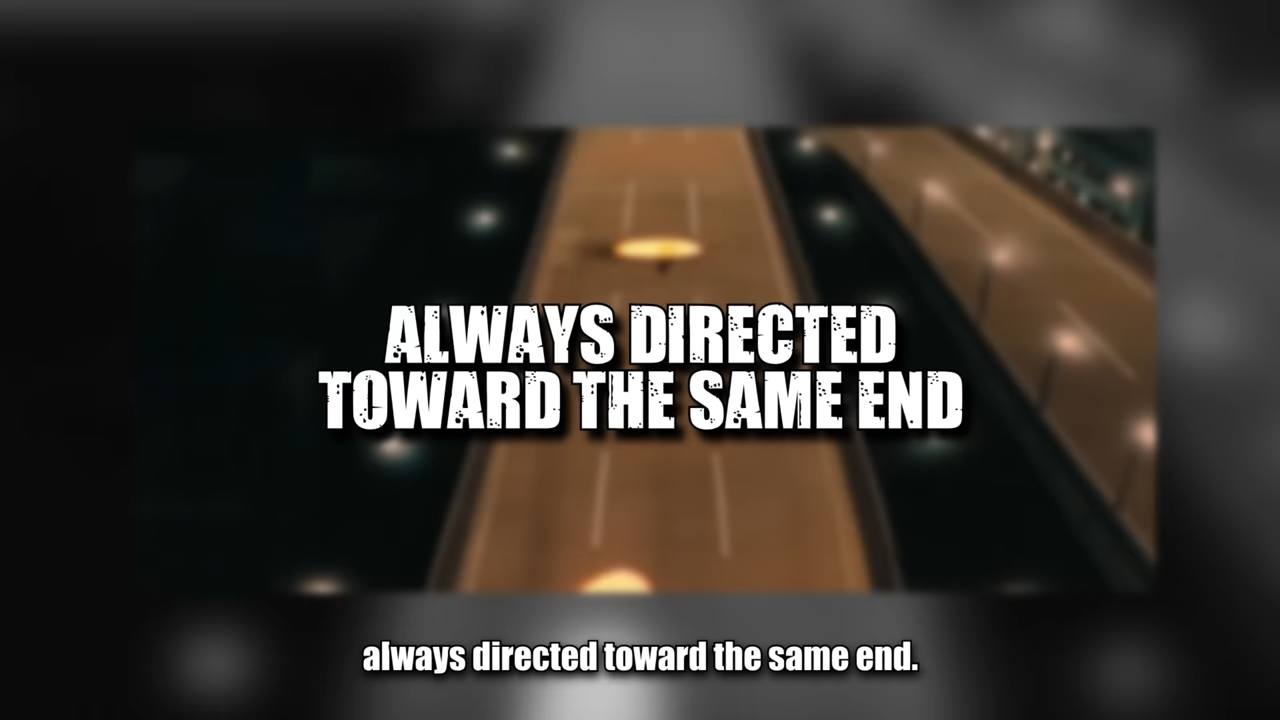 ALWAYS DIRECTED
TOWARD THE SAME END
always directed toward the same end.